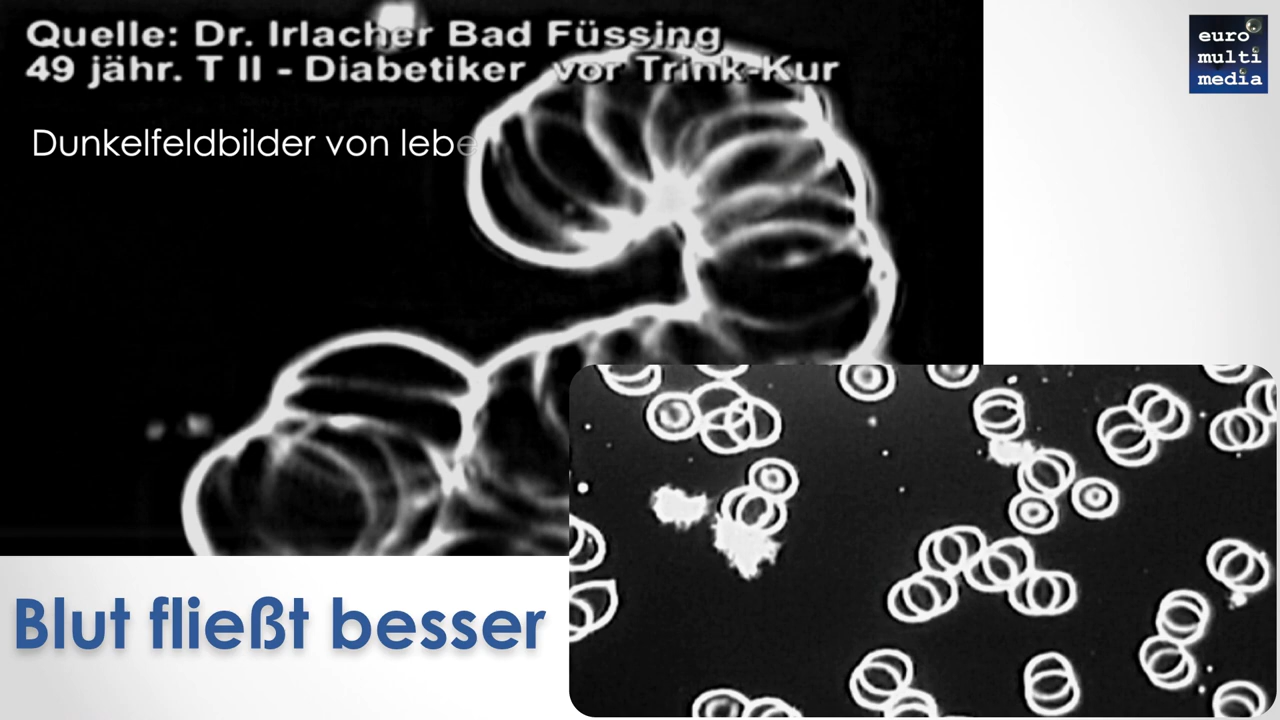 Quelle: Dr. Irlacher Bad Füssing
49 jähr. T II - Diabetiker vor Trink-Kur
Dunkelfeldbilder von lebe
Blut fließt besser
euro
multi
media